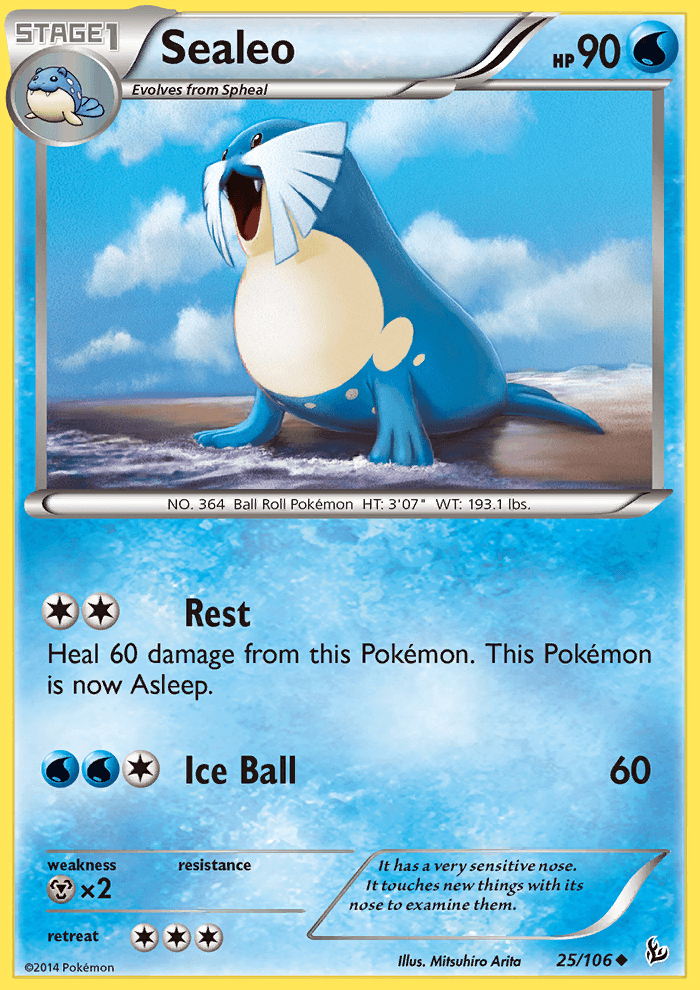 STAGE1
Sealeo
HP 90
Evolves from Spheal
NO. 364 Ball Roll Pokémon HT: 3'07" WT: 193.1 lbs.
Rest
Heal 60 damage from this Pokémon. This Pokémon
is now Asleep.
Ice Ball 60
weakness resistance
×2
retreat
It has a very sensitive nose.
It touches new things with its
nose to examine them.
©2014 Pokémon
Illus. Mitsuhiro Arita
25/106